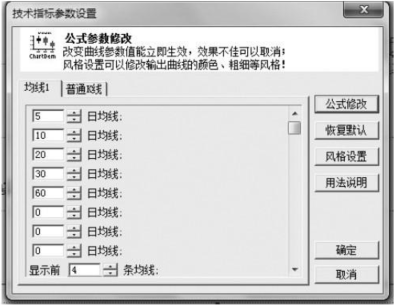 技术指标参数设置
公式参数修改
改变曲线参数值能立即生效，效果不佳可以取消；
风格设置可以修改输出曲线的颜色、粗细等风格！
ChartDem
均线1 普通K线
5 日均线；
10 日均线；
20 日均线；
30 日均线；
60 日均线；
0 日均线；
0 日均线；
0 日均线；
显示前 4 条均线；
公式修改
恢复默认
风格设置
用法说明
确定
取消